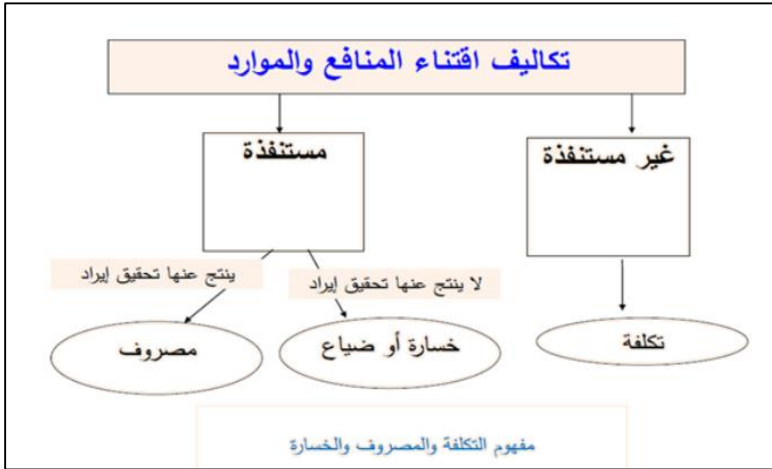 تكاليف اقتناء المنافع والموارد
غير مستنفذة
مستنفذة
لا ينتج عنها تحقيق إيراد
ينتج عنها تحقيق إيراد
تكلفة
خسارة أو ضياع
مصروف
مفهوم التكلفة والمصروف والخسارة